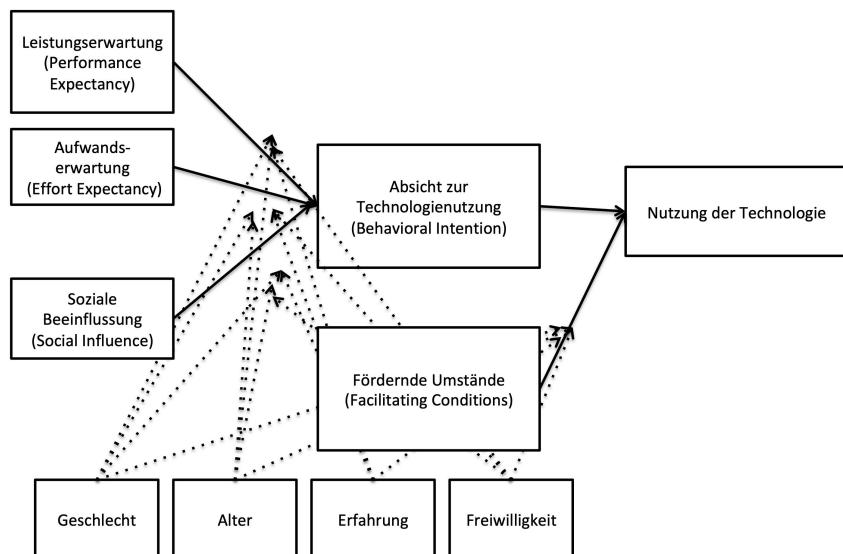 Leistungserwartung
(Performance
Expectancy)
Aufwands-
erwartung
(Effort Expectancy)
Soziale
Beeinflussung
(Social Influence)
Absicht zur
Technologienutzung
(Behavioral Intention)
Nutzung der Technologie
Fördernde Umstände
(Facilitating Conditions)
Geschlecht
Alter
Erfahrung
Freiwilligkeit